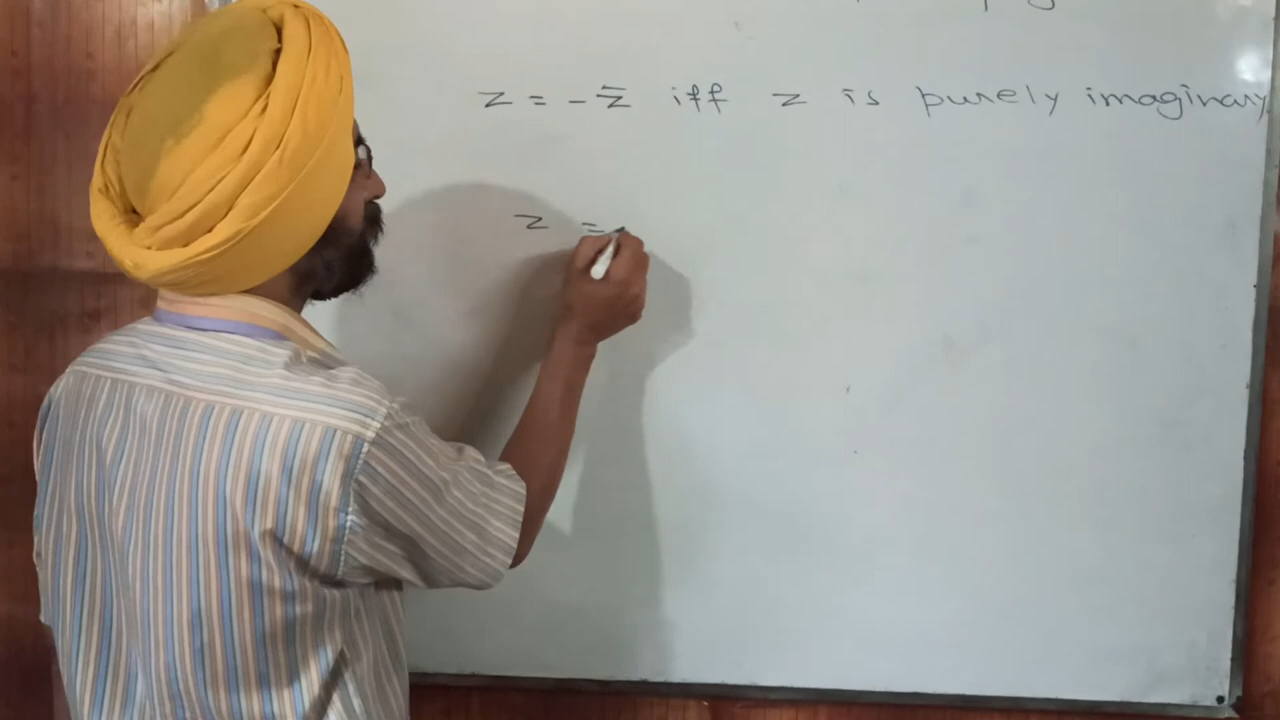 z = - z̄ iff z is purely imaginary
z =